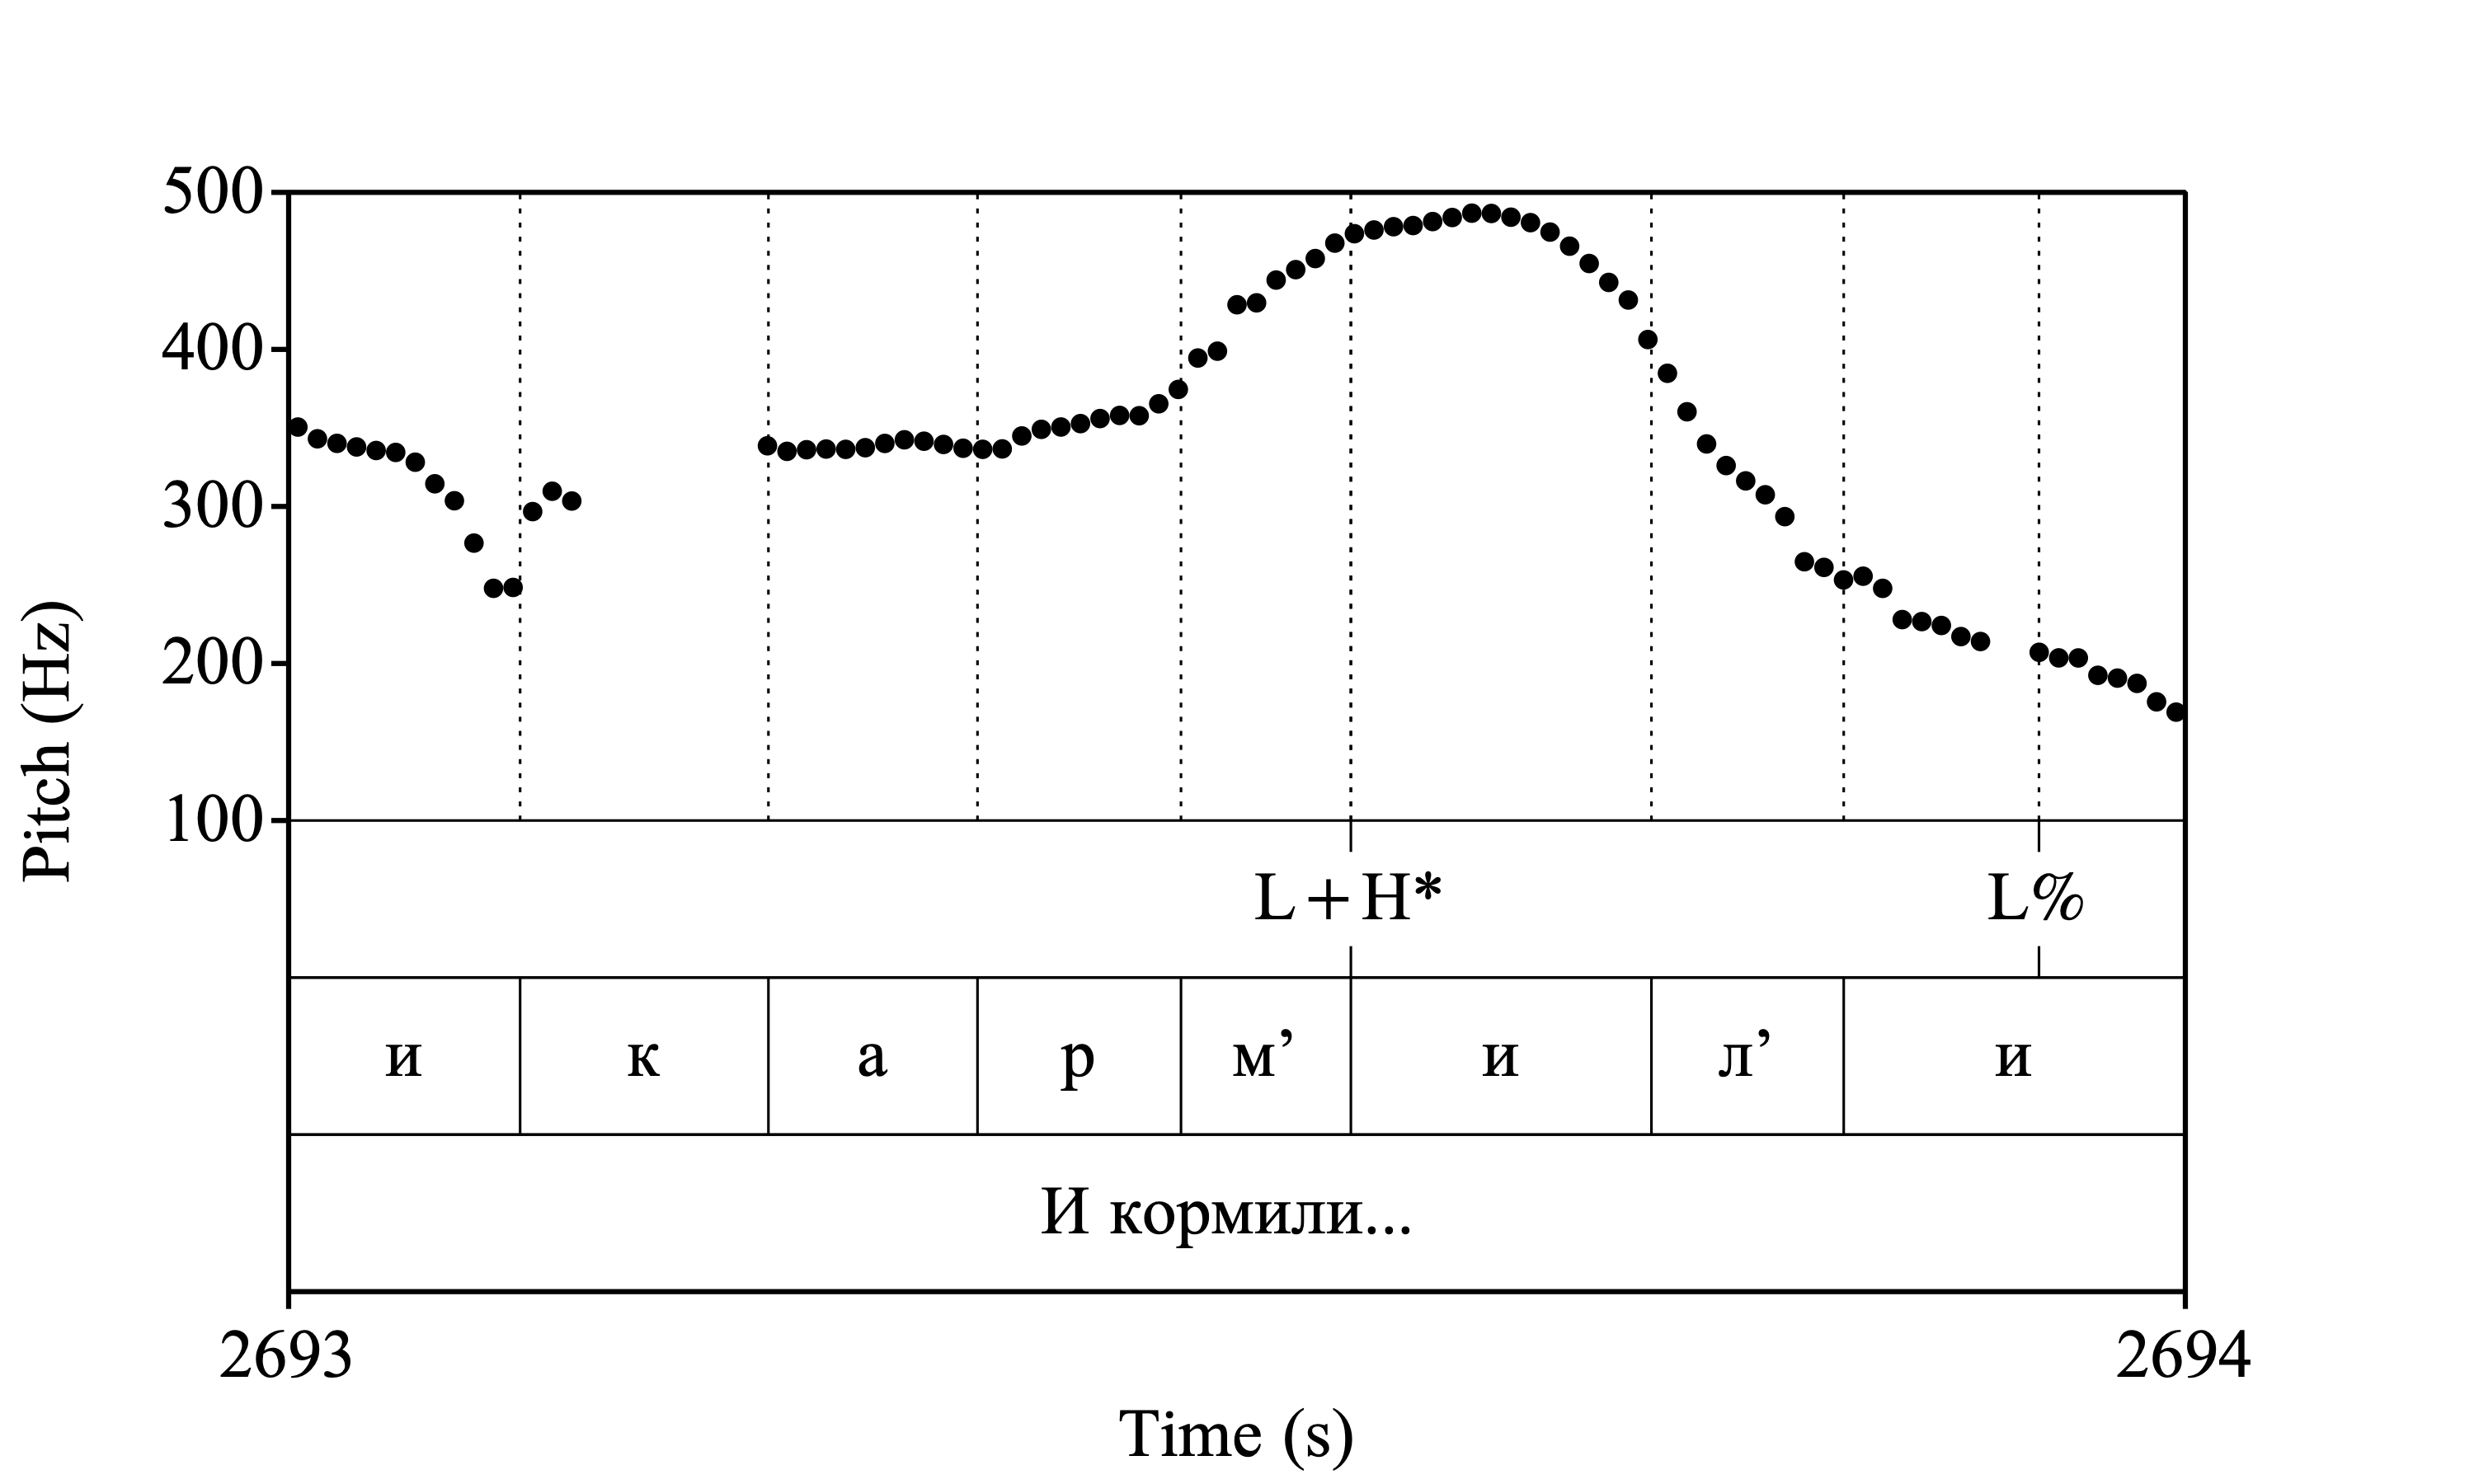 500
400
300
200
100
Pitch (Hz)
L+H* L%
и к а р м’ и л’ и
И кормили...
2693 2694
Time (s)